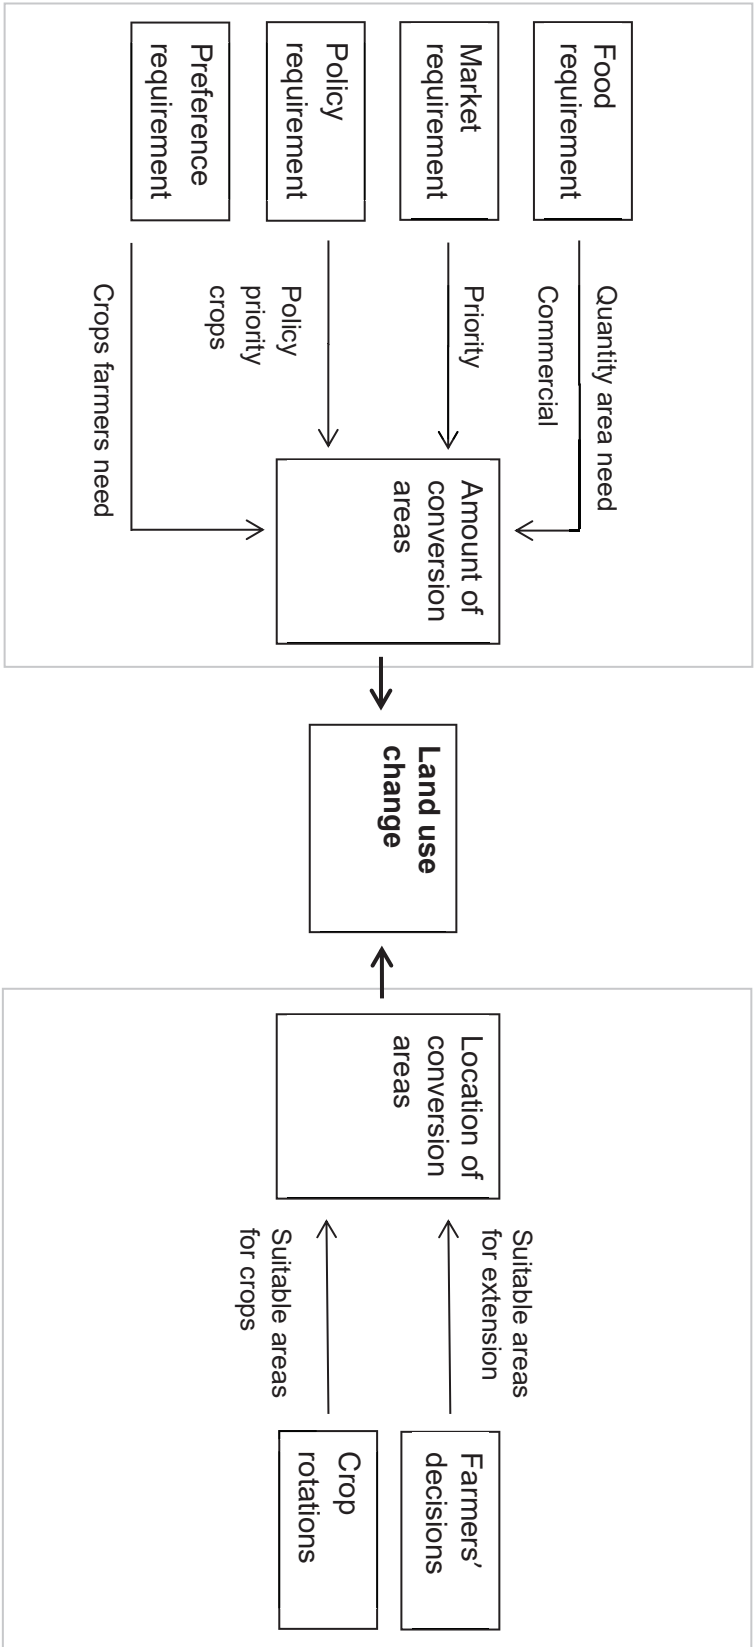 Food
requirement
Market
requirement
Policy
requirement
Preference
requirement
Quantity area need
Commercial
Priority
Policy
priority
crops
Crops farmers need
Amount of
conversion
areas
Land use
change
Location of
conversion
areas
Suitable areas
for extension
Suitable areas
for crops
Farmers’
decisions
Crop
rotations